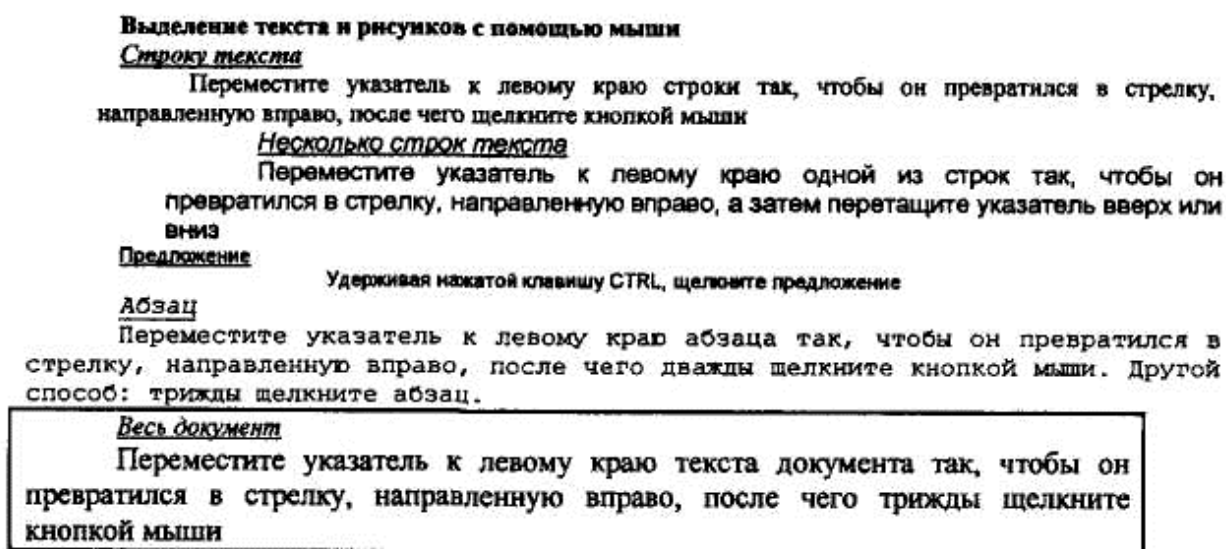 Выделение текста и рисунков с помощью мыши
Строку текста
Переместите указатель к левому краю строки так, чтобы он превратился в стрелку,
направленную вправо, после чего щелкните кнопкой мыши
Несколько строк текста
Переместите указатель к левому краю одной из строк так, чтобы он
превратился в стрелку, направленную вправо, а затем перетащите указатель вверх или
вниз
Предложение
Удерживая нажатой клавишу CTRL, щелкните предложение
Абзац
Переместите указатель к левому краю абзаца так, чтобы он превратился в
стрелку, направленную вправо, после чего дважды щелкните кнопкой мыши. Другой
способ: трижды щелкните абзац.
Весь документ
Переместите указатель к левому краю текста документа так, чтобы он
превратился в стрелку, направленную вправо, после чего трижды щелкните
кнопкой мыши